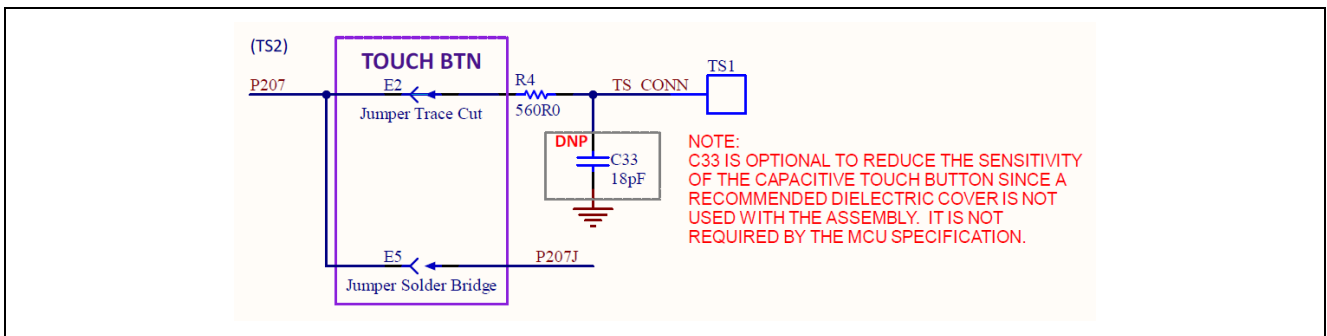 (TS2)
TOUCH BTN
P207
E2
Jumper Trace Cut
R4
560R0
TS_CONN
TS1
DNP
C33
18pF
NOTE:
C33 IS OPTIONAL TO REDUCE THE SENSITIVITY
OF THE CAPACITIVE TOUCH BUTTON SINCE A
RECOMMENDED DIELECTRIC COVER IS NOT
USED WITH THE ASSEMBLY. IT IS NOT
REQUIRED BY THE MCU SPECIFICATION.
E5
P207J
Jumper Solder Bridge